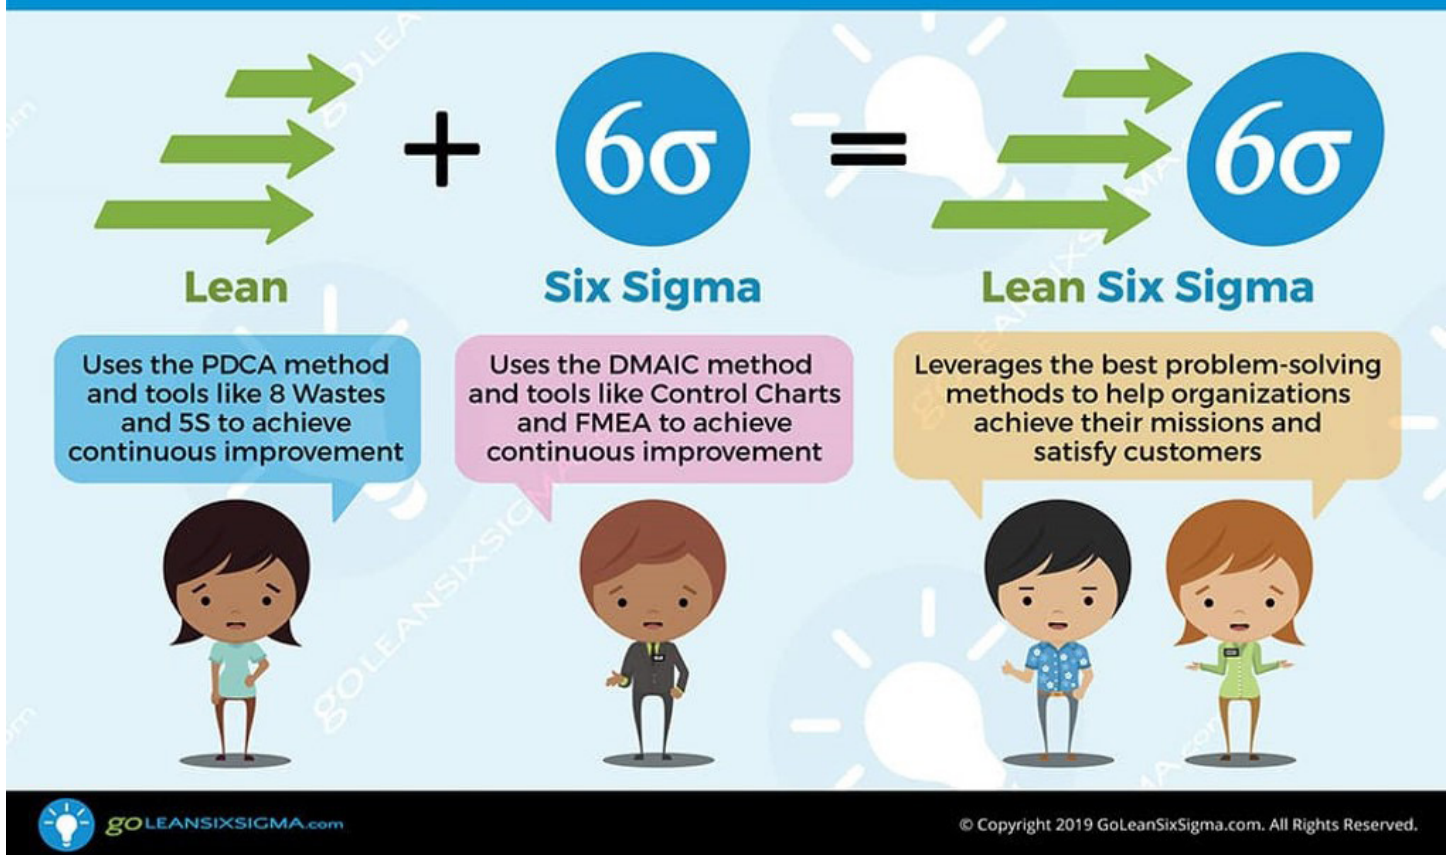 +
6σ
=
6σ
Lean
Six Sigma
Lean Six Sigma
Uses the PDCA method
and tools like 8 Wastes
and 5S to achieve
continuous improvement
Uses the DMAIC method
and tools like Control Charts
and FMEA to achieve
continuous improvement
Leverages the best problem-solving
methods to help organizations
achieve their missions and
satisfy customers
goLEANSIXSIGMA.com
© Copyright 2019 GoLeanSixSigma.com. All Rights Reserved.